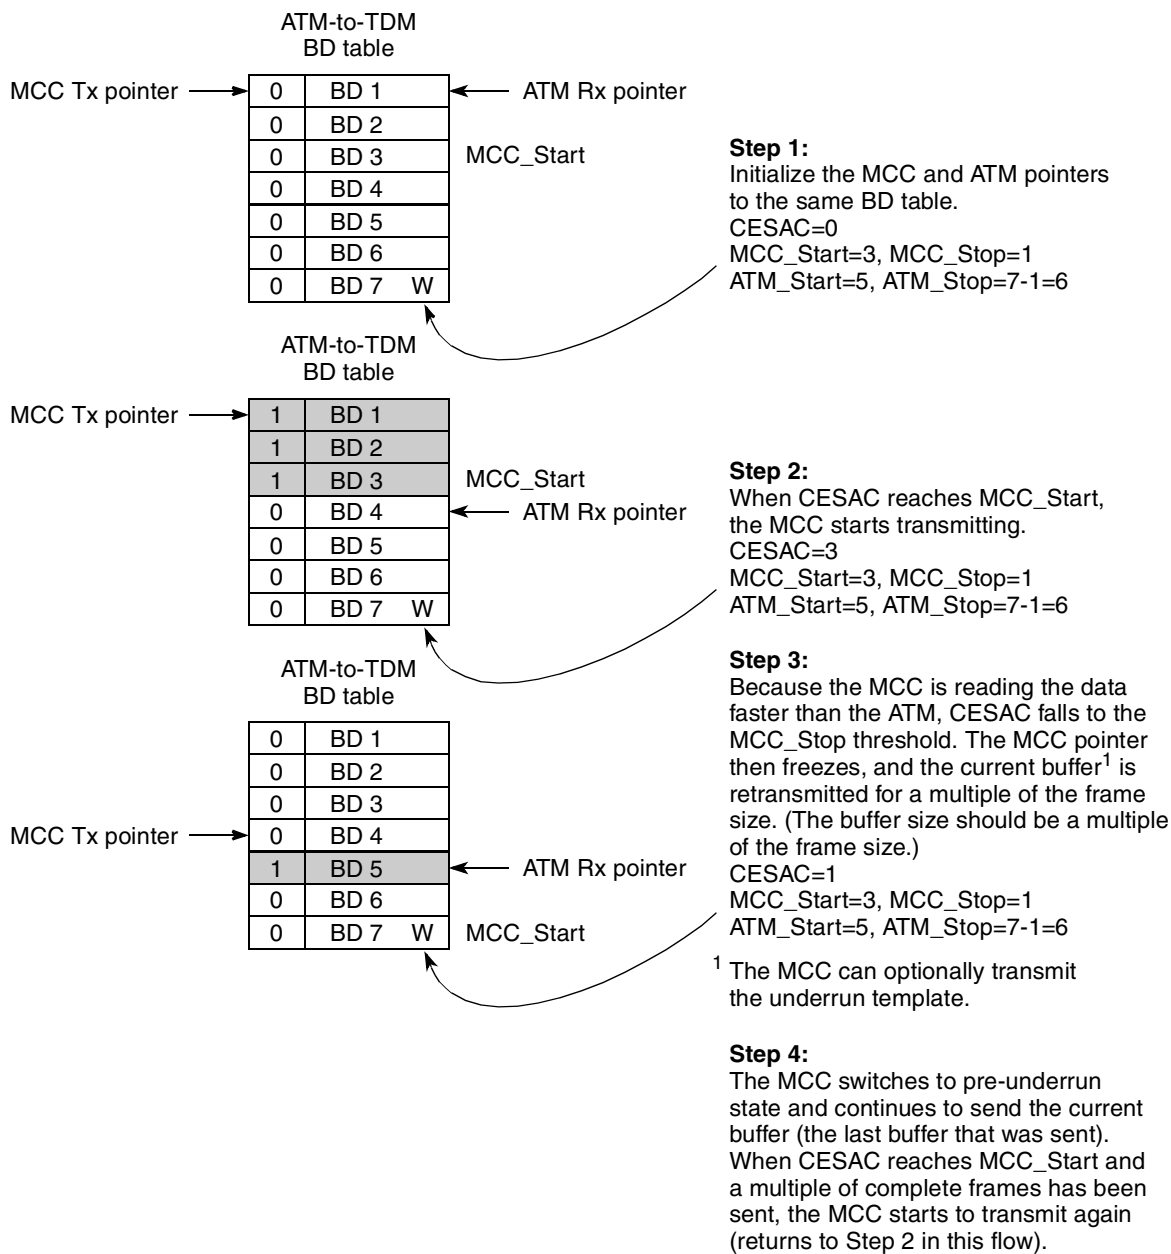 ATM-to-TDM
BD table
MCC Tx pointer
0 BD 1
ATM Rx pointer
0 BD 2
0 BD 3
MCC_Start
0 BD 4
0 BD 5
0 BD 6
0 BD 7 W
Step 1:
Initialize the MCC and ATM pointers
to the same BD table.
CESAC=0
MCC_Start=3, MCC_Stop=1
ATM_Start=5, ATM_Stop=7-1=6
ATM-to-TDM
BD table
MCC Tx pointer
1 BD 1
1 BD 2
1 BD 3
MCC_Start
0 BD 4
ATM Rx pointer
0 BD 5
0 BD 6
0 BD 7 W
Step 2:
When CESAC reaches MCC_Start,
the MCC starts transmitting.
CESAC=3
MCC_Start=3, MCC_Stop=1
ATM_Start=5, ATM_Stop=7-1=6
ATM-to-TDM
BD table
0 BD 1
0 BD 2
0 BD 3
MCC Tx pointer
0 BD 4
1 BD 5
ATM Rx pointer
0 BD 6
0 BD 7 W
MCC_Start
Step 3:
Because the MCC is reading the data
faster than the ATM, CESAC falls to the
MCC_Stop threshold. The MCC pointer
then freezes, and the current buffer1 is
retransmitted for a multiple of the frame
size. (The buffer size should be a multiple
of the frame size.)
CESAC=1
MCC_Start=3, MCC_Stop=1
ATM_Start=5, ATM_Stop=7-1=6
1 The MCC can optionally transmit
the underrun template.
Step 4:
The MCC switches to pre-underrun
state and continues to send the current
buffer (the last buffer that was sent).
When CESAC reaches MCC_Start and
a multiple of complete frames has been
sent, the MCC starts to transmit again
(returns to Step 2 in this flow).